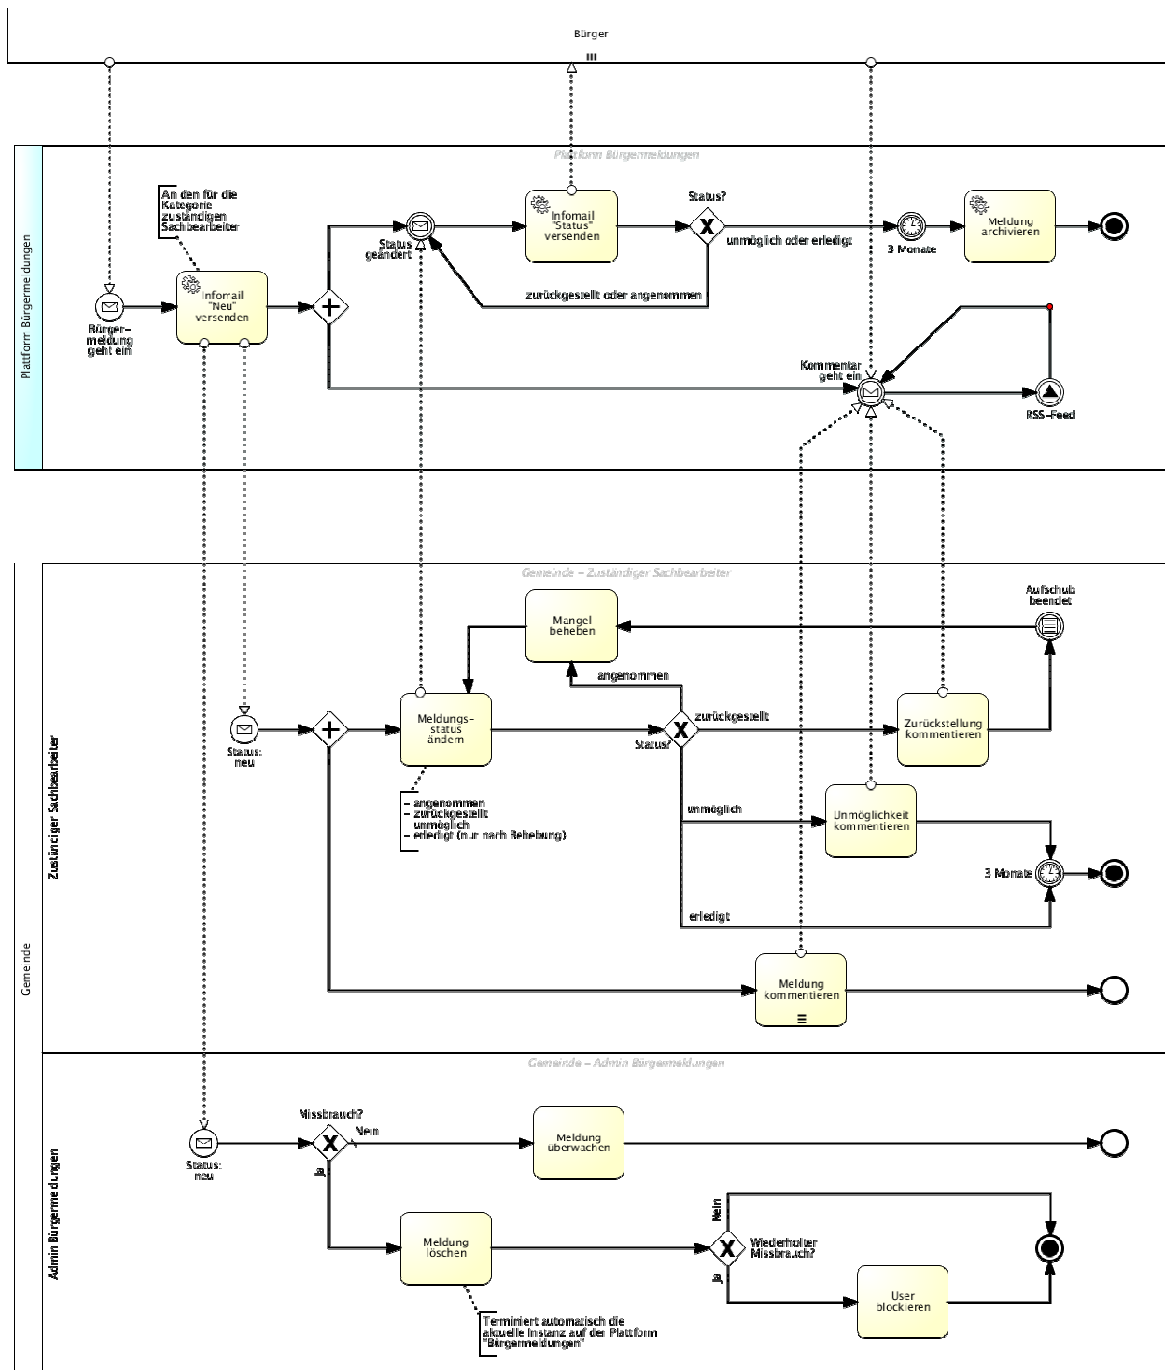 Bürger
Plattform Bürgermeldungen
Plattform Bürgermeldungen
An den für die
Kategorie
zuständigen
Sachbearbeiter
Infomail
"Neu"
versenden
Bürger-
meldung
geht ein
Status
geändert
Infomail
"Status"
versenden
Status?
unmöglich oder erledigt
zurückgestellt oder angenommen
3 Monate
Meldung
archivieren
Kommentar
geht ein
RSS-Feed
Gemeinde
Zuständiger Sachbearbeiter
Gemeinde – Zuständiger Sachbearbeiter
Mangel
beheben
Aufschub
beendet
angenommen
Status:
neu
Meldungs-
status
ändern
Status?
zurückgestellt
Zurückstellung
kommentieren
– angenommen
– zurückgestellt
unmöglich
– erledigt (nur nach Behebung)
unmöglich
Unmöglichkeit
kommentieren
3 Monate
erledigt
Meldung
kommentieren
Admin Bürgermeldungen
Gemeinde – Admin Bürgermeldungen
Status:
neu
Missbrauch?
Nein
Ja
Meldung
überwachen
Meldung
löschen
Terminiert automatisch die
aktuelle Instanz auf der Plattform
"Bürgermeldungen"
Nein
Wiederholter
Missbrauch?
Ja
User
blockieren